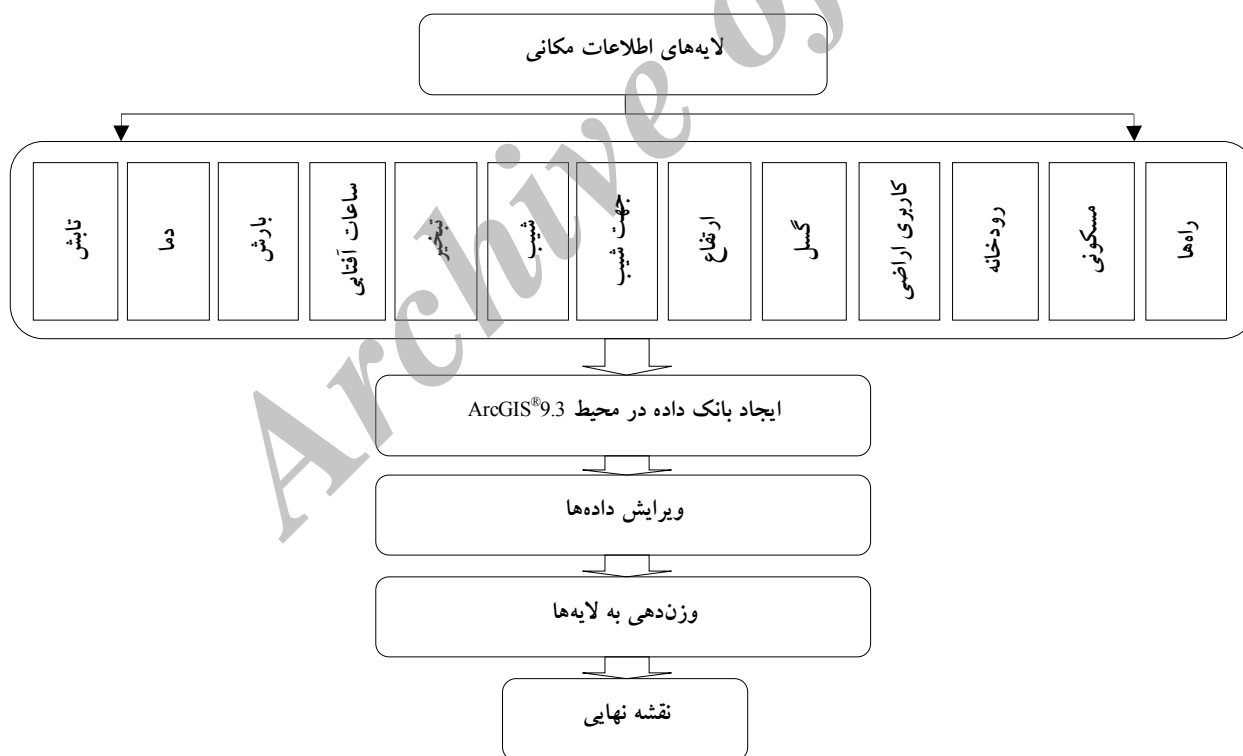 لایه‌های اطلاعات مکانی
راه‌ها
مسکونی
رودخانه
کاربری اراضی
گسل
ارتفاع
جهت شیب
شیب
تبخیر
ساعات آفتابی
بارش
دما
تابش
ایجاد بانک داده در محیط ArcGIS®9.3
ویرایش داده‌ها
وزن‌دهی به لایه‌ها
نقشه نهایی
Archive of